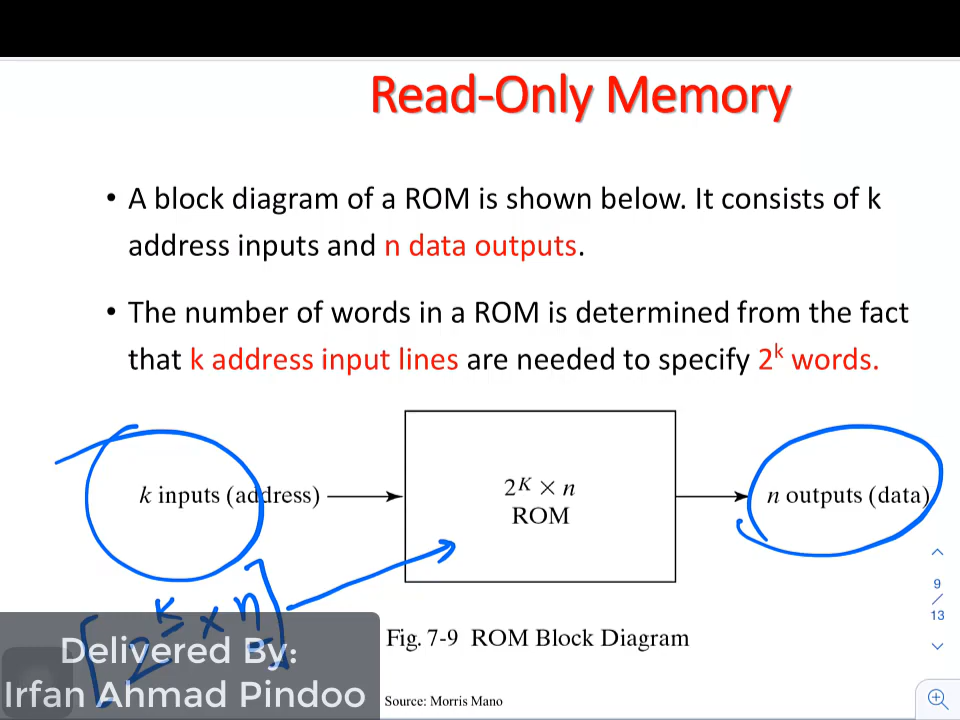 Read-Only Memory
• A block diagram of a ROM is shown below. It consists of k
address inputs and n data outputs.
• The number of words in a ROM is determined from the fact
that k address input lines are needed to specify 2^k words.
k inputs (address)
2^K × n
ROM
n outputs (data)
[2^k × n]
9
/
13
Fig. 7-9 ROM Block Diagram
Delivered By:
Irfan Ahmad Pindoo
Source: Morris Mano